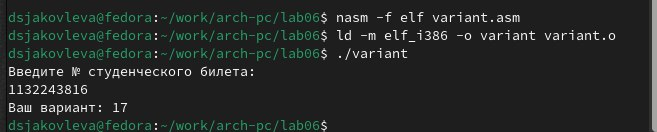 dsjakovleva@fedora:~/work/arch-pc/lab06$ nasm -f elf variant.asm
dsjakovleva@fedora:~/work/arch-pc/lab06$ ld -m elf_i386 -o variant variant.o
dsjakovleva@fedora:~/work/arch-pc/lab06$ ./variant
Введите № студенческого билета:
1132243816
Ваш вариант: 17
dsjakovleva@fedora:~/work/arch-pc/lab06$